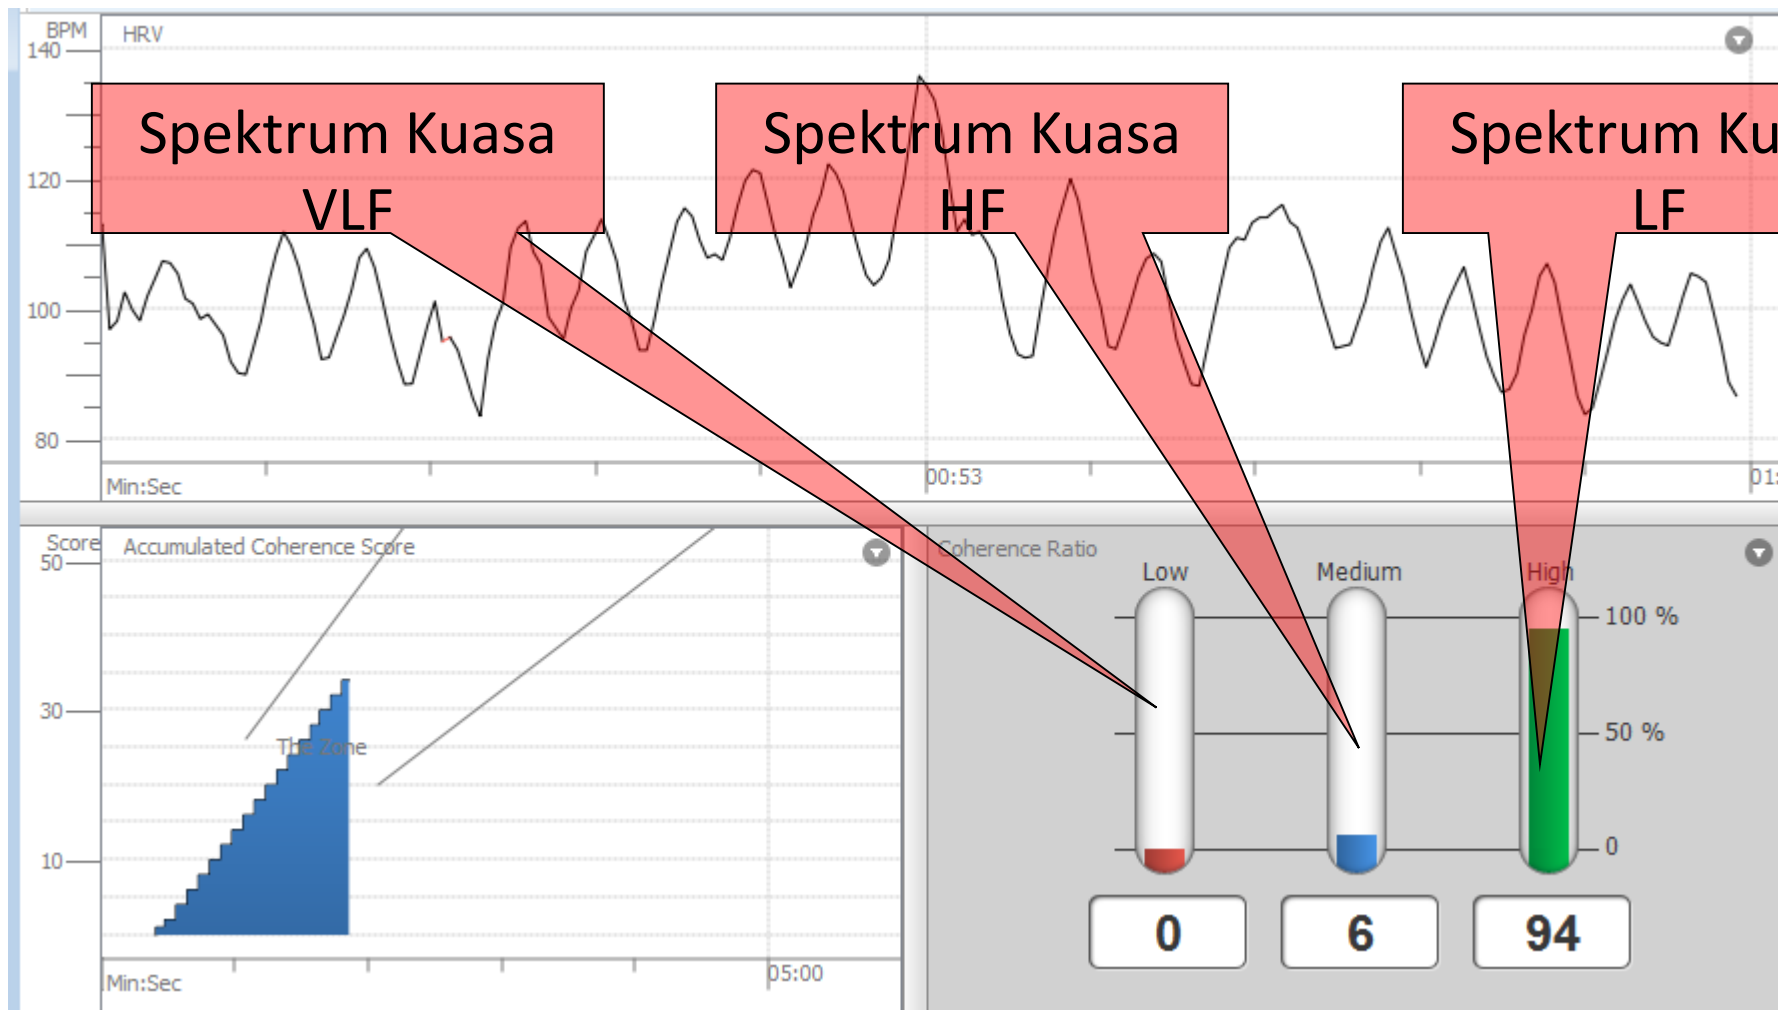 BPM
HRV
140
120
100
80
Spektrum Kuasa
VLF
Spektrum Kuasa
HF
Spektrum Ku
LF
Min:Sec
00:53
01:
Score
Accumulated Coherence Score
50
30
10
The Zone
Min:Sec
05:00
Coherence Ratio
Low
Medium
High
100 %
50 %
0
0
6
94